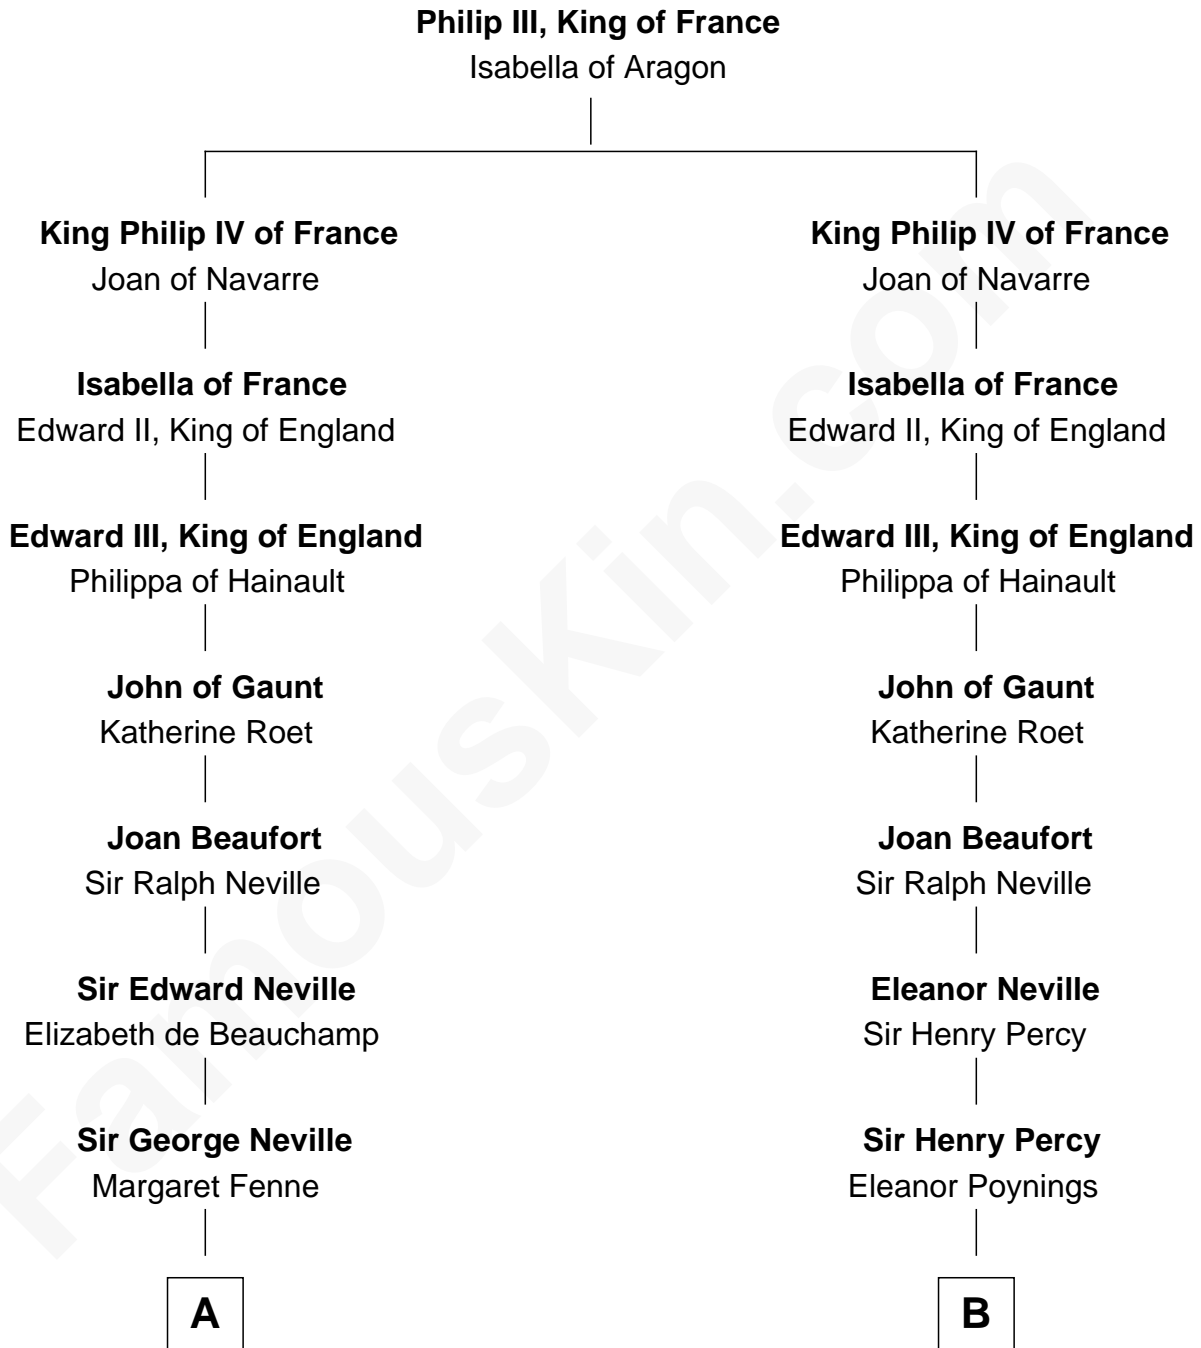 Philip III, King of France
Isabella of Aragon
King Philip IV of France
Joan of Navarre
King Philip IV of France
Joan of Navarre
Isabella of France
Edward II, King of England
Isabella of France
Edward II, King of England
Edward III, King of England
Philippa of Hainault
Edward III, King of England
Philippa of Hainault
John of Gaunt
Katherine Roet
John of Gaunt
Katherine Roet
Joan Beaufort
Sir Ralph Neville
Joan Beaufort
Sir Ralph Neville
Sir Edward Neville
Elizabeth de Beauchamp
Eleanor Neville
Sir Henry Percy
Sir George Neville
Margaret Fenne
Sir Henry Percy
Eleanor Poynings
A
B
FamousKin.com